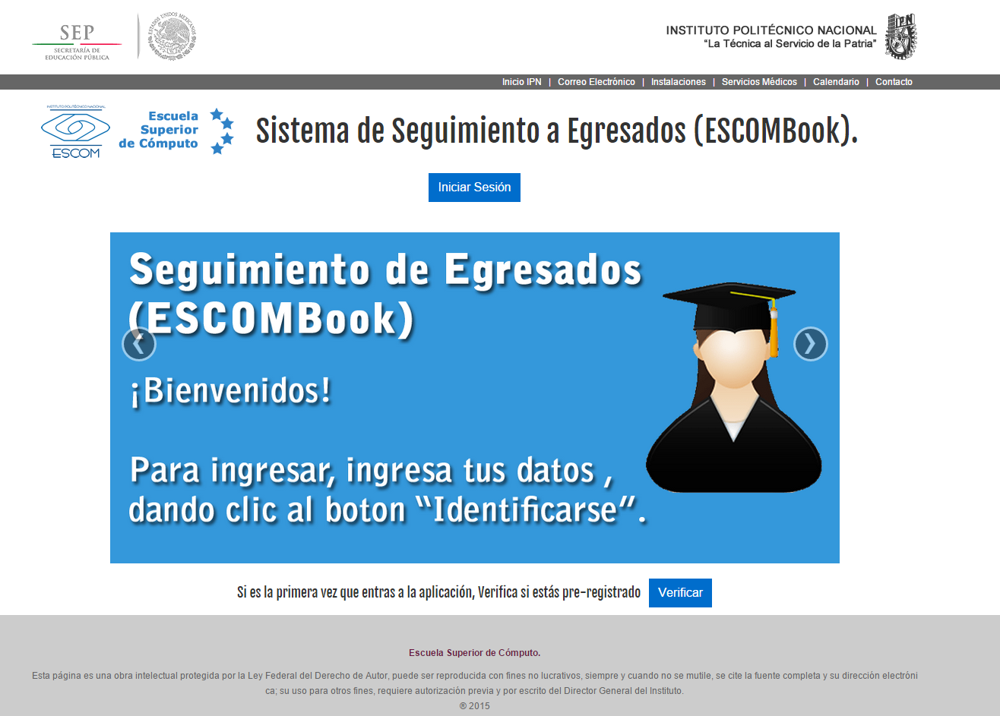 SEP
SECRETARÍA DE
EDUCACIÓN PÚBLICA
ESTADOS UNIDOS MEXICANOS
INSTITUTO POLITÉCNICO NACIONAL
“La Técnica al Servicio de la Patria”
IPN
Inicio IPN | Correo Electrónico | Instalaciones | Servicios Médicos | Calendario | Contacto
INSTITUTO POLITECNICO NACIONAL
ESCOM
Escuela
Superior
de Cómputo
Sistema de Seguimiento a Egresados (ESCOMBook).
Iniciar Sesión
Seguimiento de Egresados
(ESCOMBook)
¡Bienvenidos!
Para ingresar, ingresa tus datos ,
dando clic al boton “Identificarse”.
Si es la primera vez que entras a la aplicación, Verifica si estás pre-registrado
Verificar
Escuela Superior de Cómputo.
Esta página es una obra intelectual protegida por la Ley Federal del Derecho de Autor, puede ser reproducida con fines no lucrativos, siempre y cuando no se mutile, se cite la fuente completa y su dirección electróni
ca; su uso para otros fines, requiere autorización previa y por escrito del Director General del Instituto.
® 2015